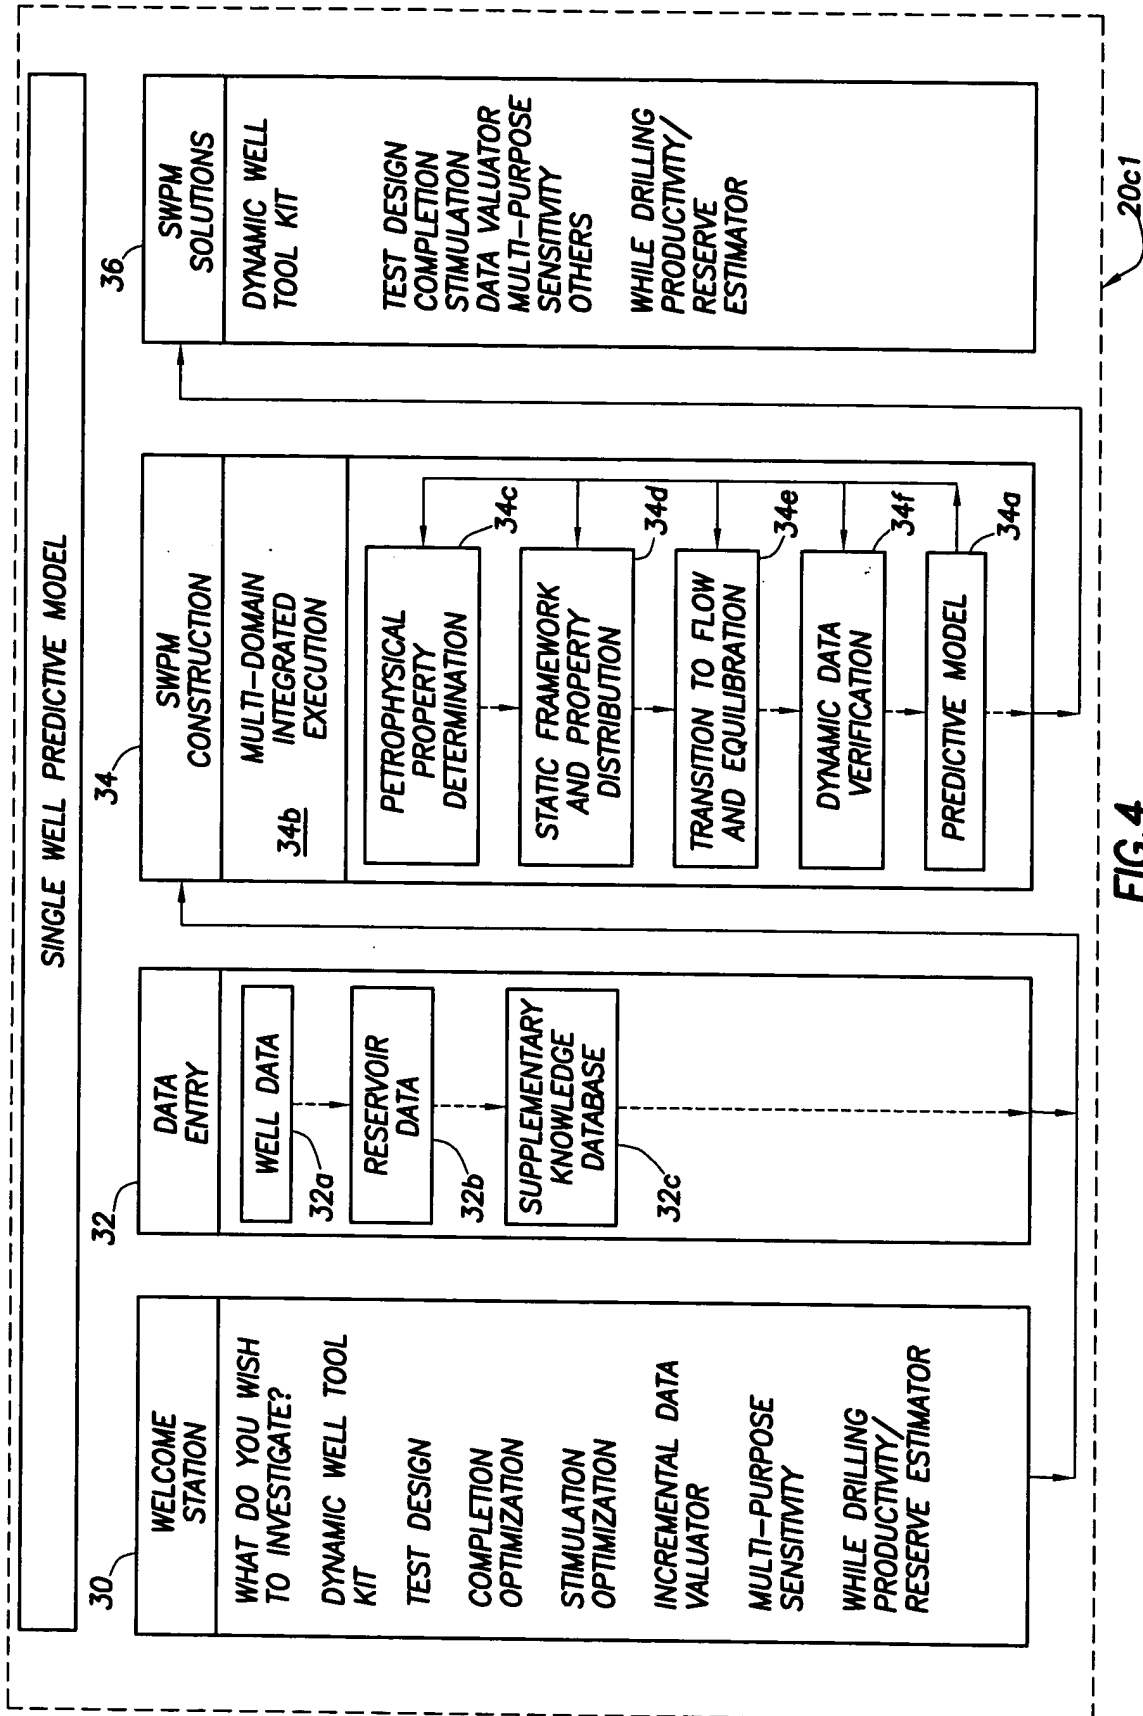 SINGLE WELL PREDICTIVE MODEL
30
WELCOME
STATION
WHAT DO YOU WISH
TO INVESTIGATE?
DYNAMIC WELL TOOL
KIT
TEST DESIGN
COMPLETION
OPTIMIZATION
STIMULATION
OPTIMIZATION
INCREMENTAL DATA
VALUATOR
MULTI-PURPOSE
SENSITIVITY
WHILE DRILLING
PRODUCTIVITY/
RESERVE ESTIMATOR
32
DATA
ENTRY
WELL DATA
32a
RESERVOIR
DATA
32b
SUPPLEMENTARY
KNOWLEDGE
DATABASE
32c
34
SWPM
CONSTRUCTION
MULTI-DOMAIN
INTEGRATED
EXECUTION
34b
PETROPHYSICAL
PROPERTY
DETERMINATION
34c
STATIC FRAMEWORK
AND PROPERTY
DISTRIBUTION
34d
TRANSITION TO FLOW
AND EQUILIBRATION
34e
DYNAMIC DATA
VERIFICATION
34f
PREDICTIVE MODEL
34a
36
SWPM
SOLUTIONS
DYNAMIC WELL
TOOL KIT
TEST DESIGN
COMPLETION
STIMULATION
DATA VALUATOR
MULTI-PURPOSE
SENSITIVITY
OTHERS
WHILE DRILLING
PRODUCTIVITY/
RESERVE
ESTIMATOR
20c1
FIG.4